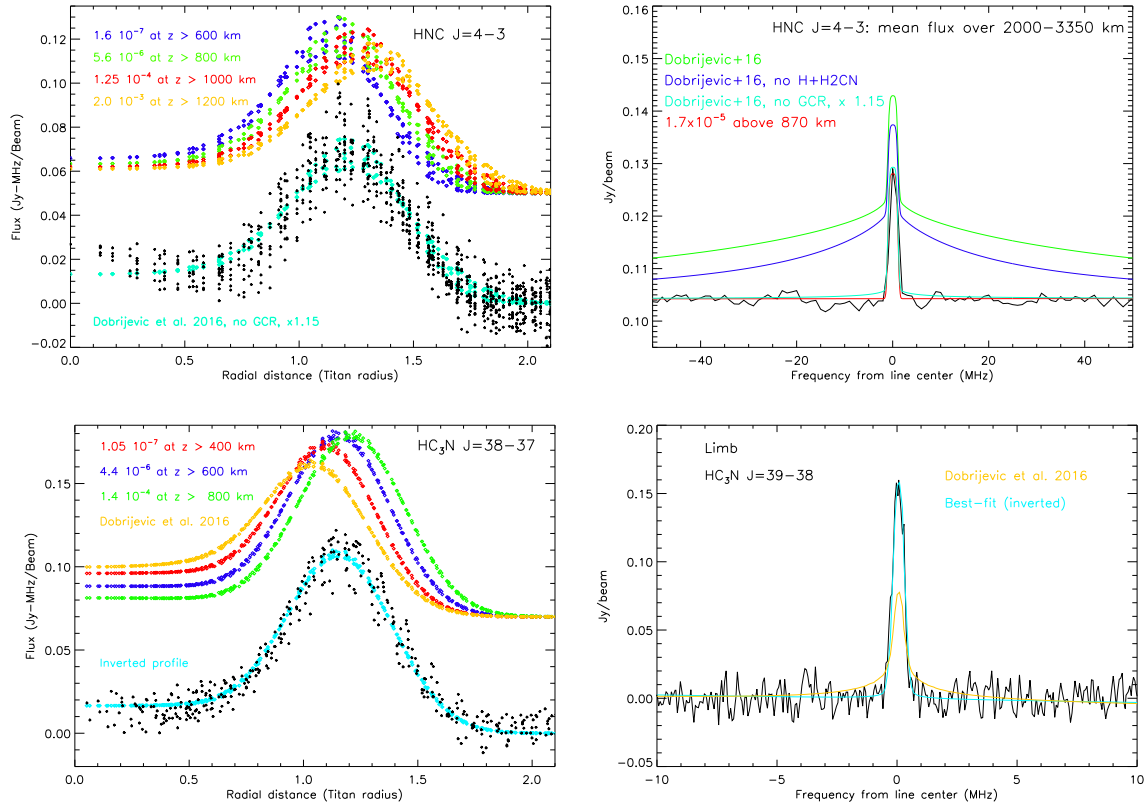 HNC J=4-3
1.6 10-7 at z > 600 km
5.6 10-6 at z > 800 km
1.25 10-4 at z > 1000 km
2.0 10-3 at z > 1200 km
0.12
0.10
0.08
0.06
0.04
0.02
0.00
-0.02
Flux (Jy-MHz/Beam)
Dobrijevic et al. 2016, no GCR, x1.15
0.0 0.5 1.0 1.5 2.0
Radial distance (Titan radius)
HNC J=4-3: mean flux over 2000-3350 km
Dobrijevic+16
Dobrijevic+16, no H+H2CN
Dobrijevic+16, no GCR, x 1.15
1.7x10-5 above 870 km
0.16
0.15
0.14
0.13
0.12
0.11
0.10
Jy/beam
-40 -20 0 20 40
Frequency from line center (MHz)
HC3N J=38-37
1.05 10-7 at z > 400 km
4.4 10-6 at z > 600 km
1.4 10-4 at z > 800 km
Dobrijevic et al. 2016
0.15
0.10
0.05
0.00
Flux (Jy-MHz/Beam)
Inverted profile
0.0 0.5 1.0 1.5 2.0
Radial distance (Titan radius)
Limb
HC3N J=39-38
Dobrijevic et al. 2016
Best-fit (inverted)
0.20
0.15
0.10
0.05
0.00
-0.05
Jy/beam
-10 -5 0 5 10
Frequency from line center (MHz)